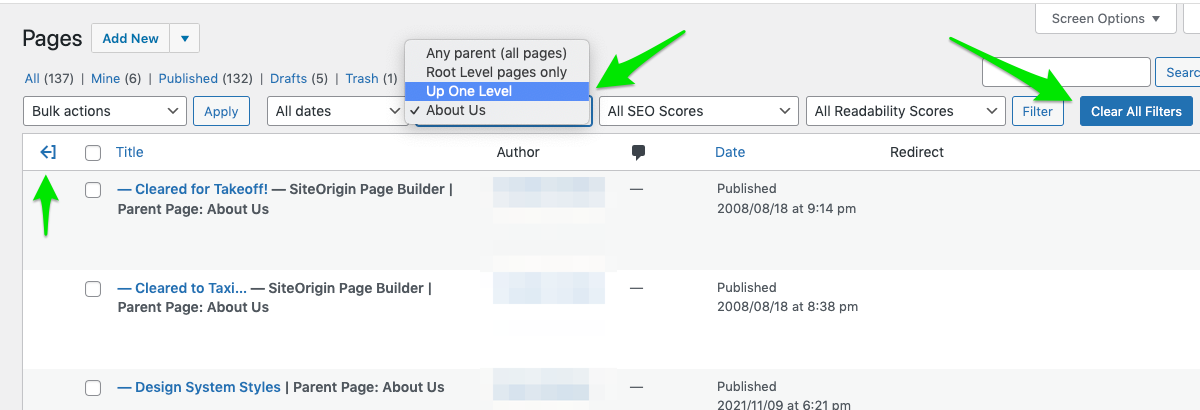 Screen Options ▼
Pages Add New ▼
Any parent (all pages)
Root Level pages only
Up One Level
✓ About Us
All (137) | Mine (6) | Published (132) | Drafts (5) | Trash (1)
Bulk actions Apply All dates All SEO Scores All Readability Scores Filter Clear All Filters
Title Author Date Redirect
— Cleared for Takeoff! — SiteOrigin Page Builder |
Parent Page: About Us
—
Published
2008/08/18 at 9:14 pm
— Cleared to Taxi... — SiteOrigin Page Builder |
Parent Page: About Us
—
Published
2008/08/18 at 8:38 pm
— Design System Styles | Parent Page: About Us
—
Published
2021/11/09 at 6:21 pm